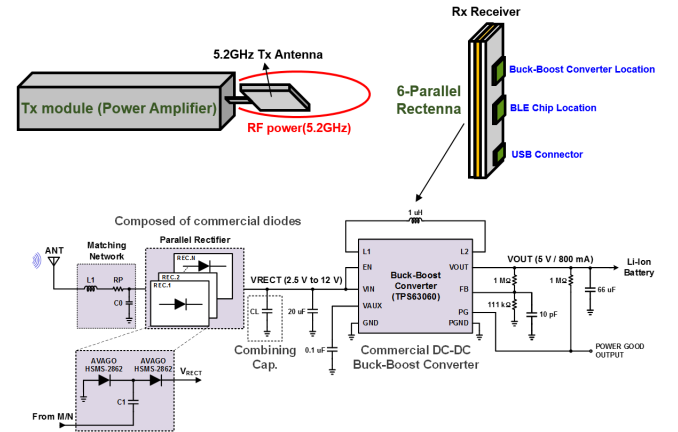 Rx Receiver
5.2GHz Tx Antenna
Tx module (Power Amplifier)
RF power(5.2GHz)
6-Parallel
Rectenna
Buck-Boost Converter Location
BLE Chip Location
USB Connector
Composed of commercial diodes
1 uH
ANT
Matching
Network
Parallel Rectifier
L1
RP
C0
REC.N
REC.2
REC.1
VRECT (2.5 V to 12 V)
CL
20 uF
Combining
Cap.
0.1 uF
L1
L2
EN
VIN
VAUX
GND
Buck-Boost
Converter
(TPS63060)
VOUT
FB
PG
PGND
Commercial DC-DC
Buck-Boost Converter
VOUT (5 V / 800 mA)
Li-Ion
Battery
1 MΩ
1 MΩ
111 kΩ
10 pF
66 uF
POWER GOOD
OUTPUT
AVAGO
HSMS-2862
AVAGO
HSMS-2862
VRECT
C1
From M/N